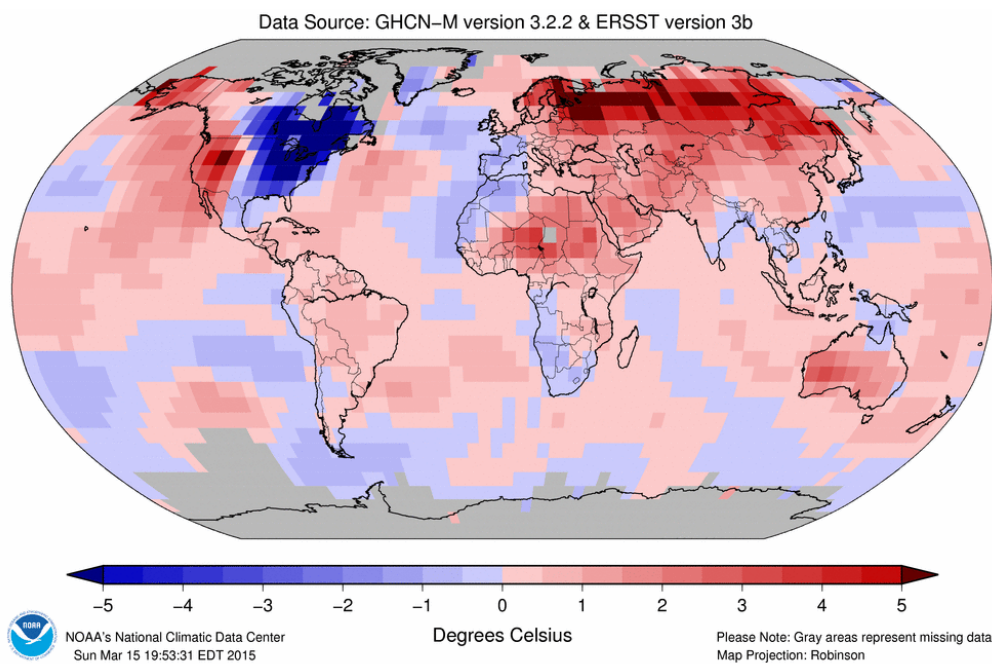 Data Source: GHCN−M version 3.2.2 & ERSST version 3b
−5 −4 −3 −2 −1 0 1 2 3 4 5
Degrees Celsius
NOAA
NOAA's National Climatic Data Center
Sun Mar 15 19:53:31 EDT 2015
Please Note: Gray areas represent missing data
Map Projection: Robinson